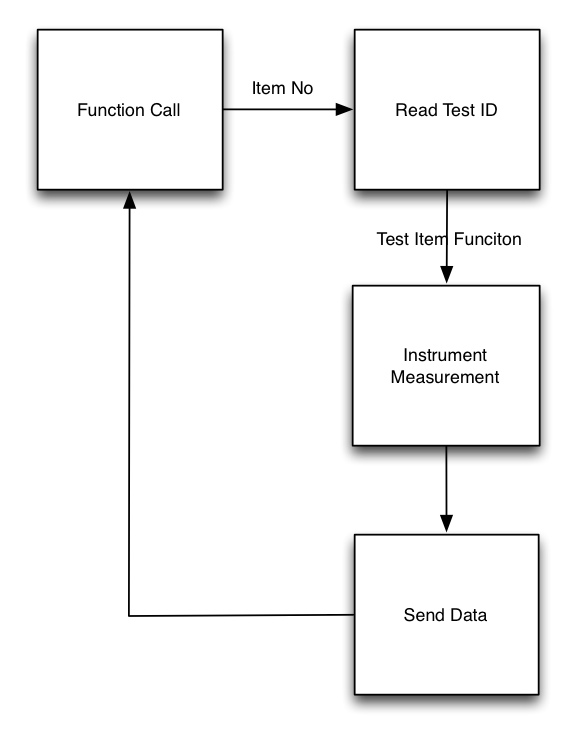 Function Call
Item No
Read Test ID
Test Item Funciton
Instrument
Measurement
Send Data